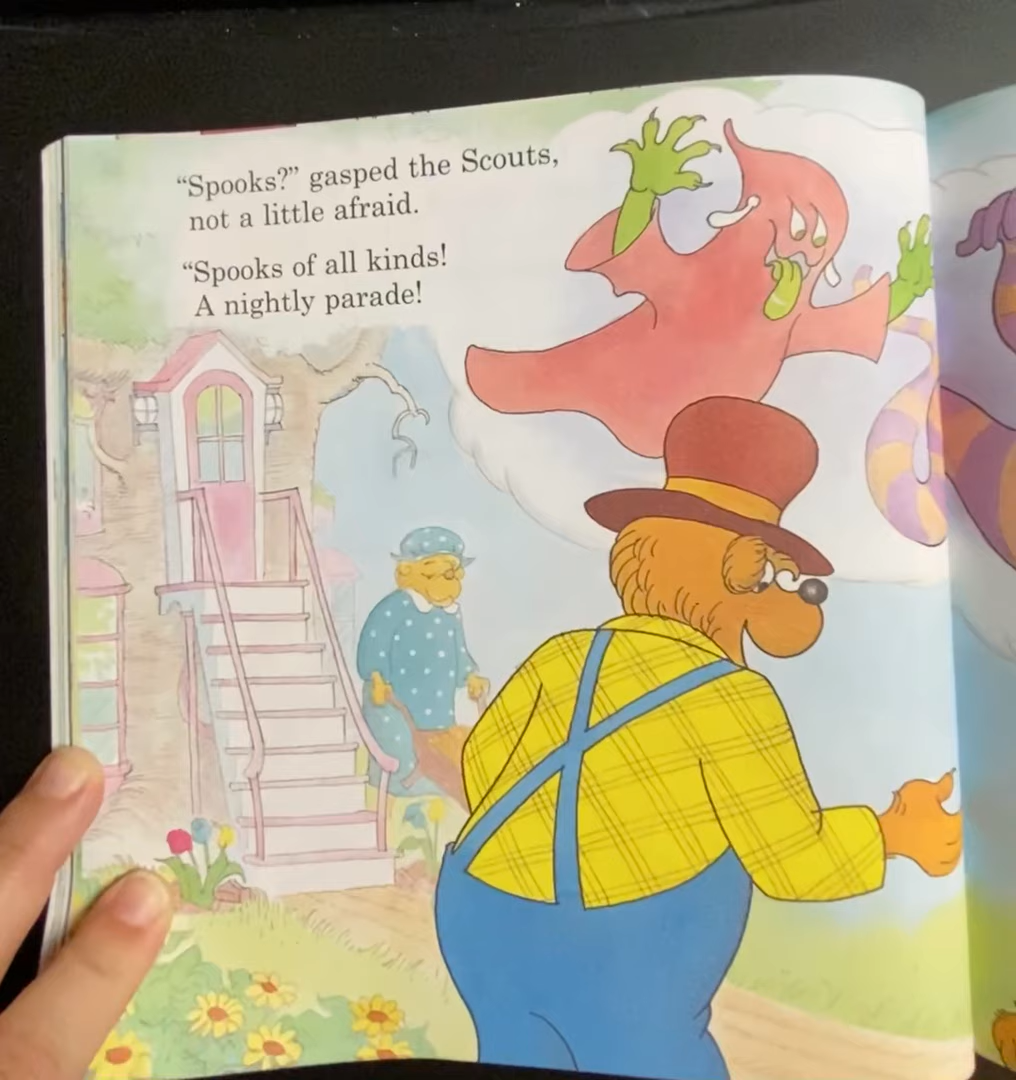 “Spooks?” gasped the Scouts,
not a little afraid.
“Spooks of all kinds!
A nightly parade!